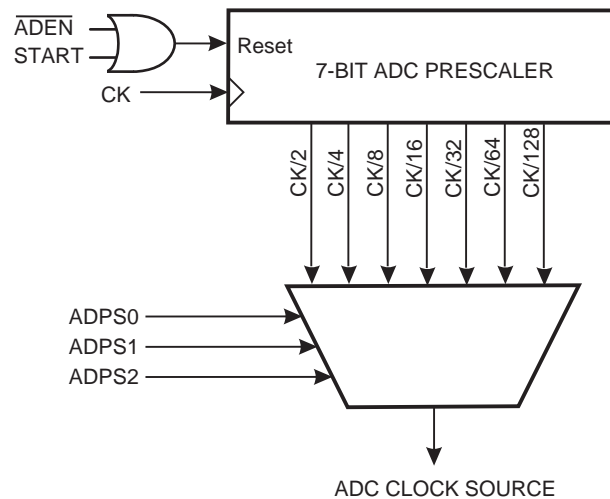 ADEN
START
Reset
7-BIT ADC PRESCALER
CK
CK/2
CK/4
CK/8
CK/16
CK/32
CK/64
CK/128
ADPS0
ADPS1
ADPS2
ADC CLOCK SOURCE